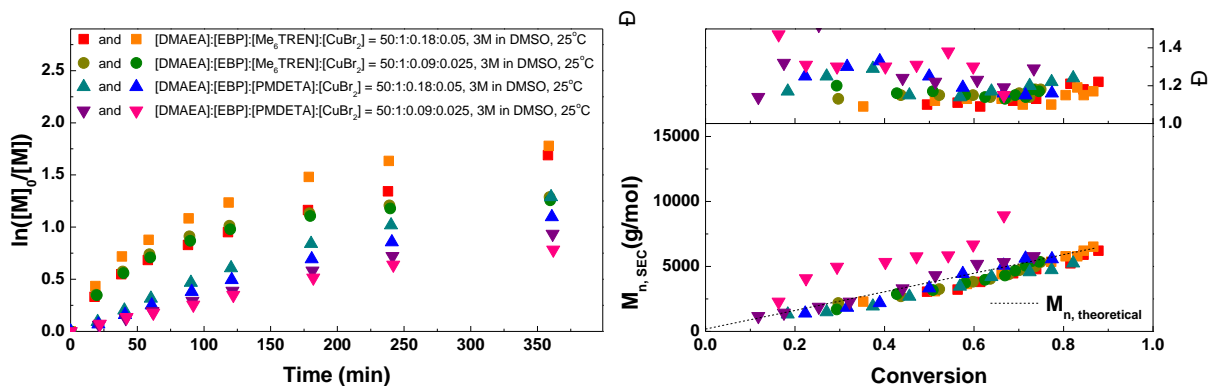 and [DMAEA]:[EBP]:[Me6TREN]:[CuBr2] = 50:1:0.18:0.05, 3M in DMSO, 25°C
and [DMAEA]:[EBP]:[Me6TREN]:[CuBr2] = 50:1:0.09:0.025, 3M in DMSO, 25°C
and [DMAEA]:[EBP]:[PMDETA]:[CuBr2] = 50:1:0.18:0.05, 3M in DMSO, 25°C
and [DMAEA]:[EBP]:[PMDETA]:[CuBr2] = 50:1:0.09:0.025, 3M in DMSO, 25°C
2.5
2.0
1.5
1.0
0.5
0.0
ln([M]0/[M])
0 50 100 150 200 250 300 350 400
Time (min)
Đ
1.4
1.2
1.0
Đ
15000
10000
5000
0
Mn, SEC (g/mol)
Mn, theoretical
0.0 0.2 0.4 0.6 0.8 1.0
Conversion